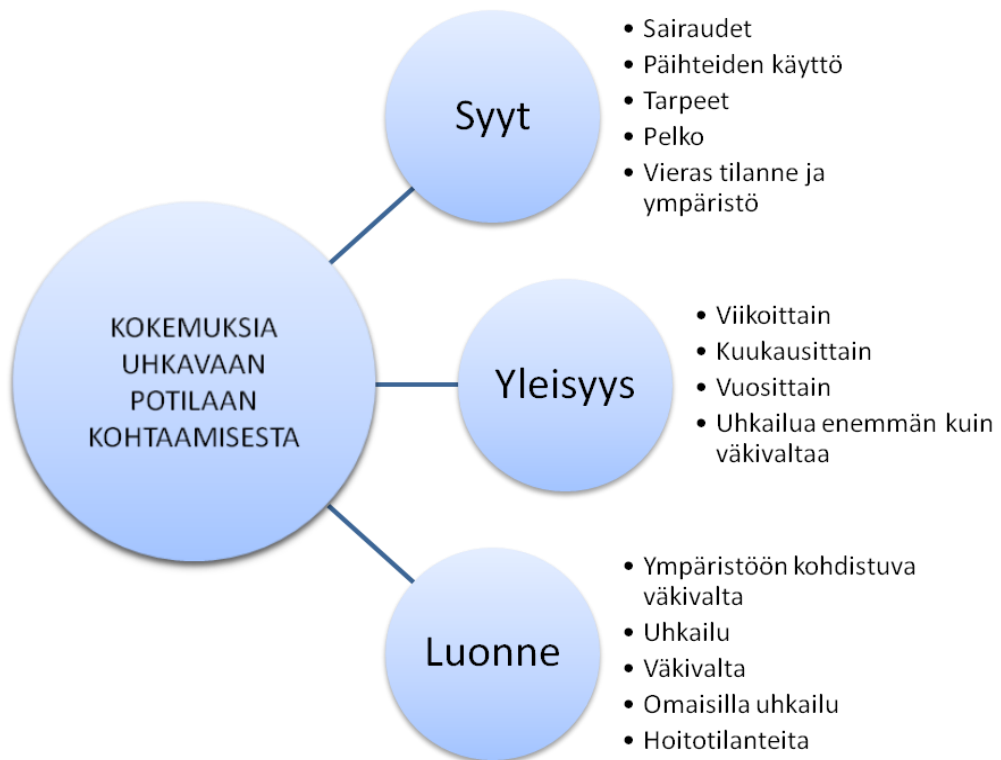 KOKEMUKSIA
UHKAVAAN
POTILAAN
KOHTAAMISESTA
Syyt
• Sairaudet
• Päihteiden käyttö
• Tarpeet
• Pelko
• Vieras tilanne ja
ympäristö
Yleisyys
• Viikoittain
• Kuukausittain
• Vuosittain
• Uhkailua enemmän kuin
väkivaltaa
Luonne
• Ympäristöön kohdistuva
väkivalta
• Uhkailu
• Väkivalta
• Omaisilla uhkailu
• Hoitotilanteita